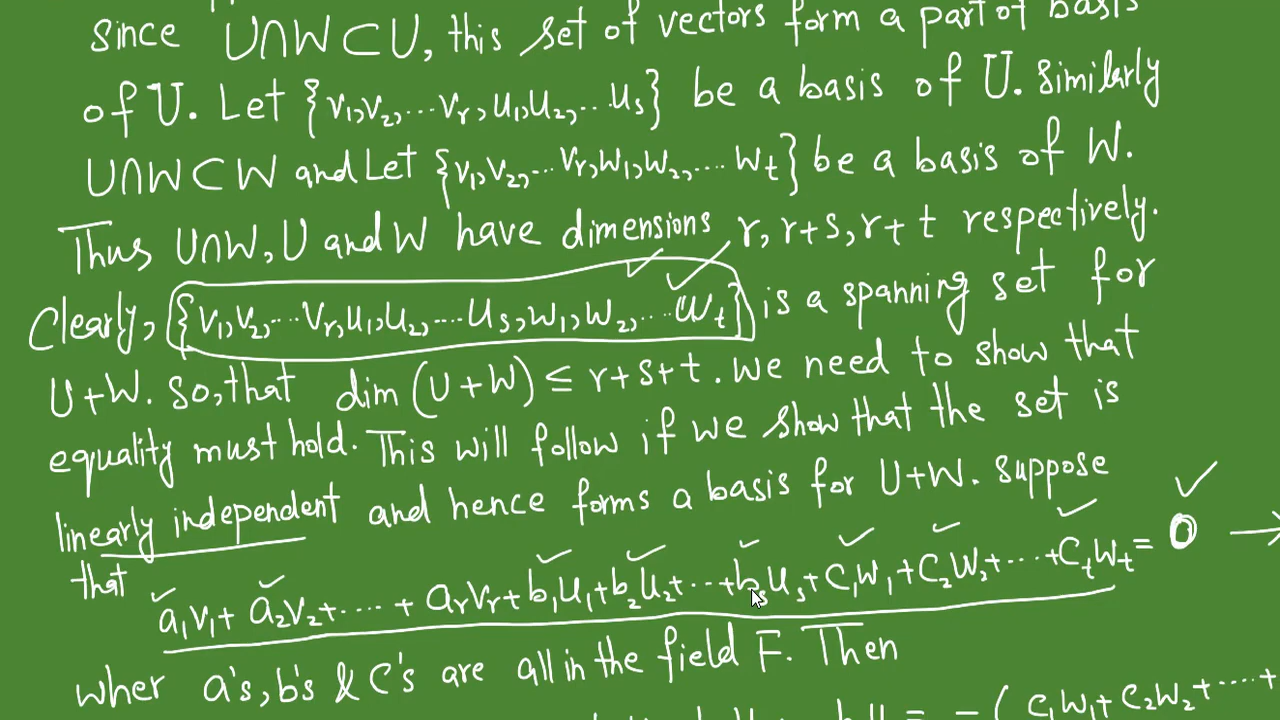 Since U∩W⊂U, this set of vectors form a part of basis
of U. Let {v₁,v₂,...vᵣ,u₁,u₂,...uₛ} be a basis of U. Similarly
U∩W⊂W and Let {v₁,v₂,...vᵣ,w₁,w₂,....wₜ} be a basis of W.
Thus U∩W, U and W have dimensions r, r+s, r+t respectively.
Clearly, {v₁,v₂,...vᵣ,u₁,u₂,....uₛ,w₁,w₂,...wₜ} is a spanning set for
U+W. So, that dim (U+W) ≤ r+s+t. We need to show that
equality must hold. This will follow if we show that the set is
linearly independent and hence forms a basis for U+W. Suppose
that
a₁v₁+a₂v₂+....+aᵣvᵣ+b₁u₁+b₂u₂+...+bₛuₛ+c₁w₁+c₂w₂+...+cₜwₜ=0 →
wher a's, b's & c's are all in the field F. Then
= -(c₁w₁+c₂w₂+....+